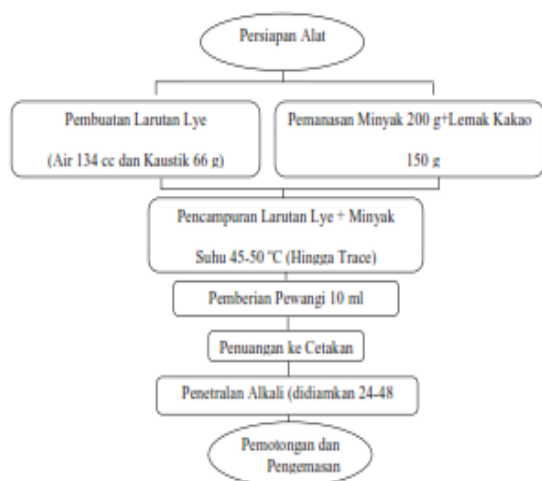 Persiapan Alat
Pembuatan Larutan Lye
(Air 134 cc dan Kaustik 66 g)
Pemanasan Minyak 200 g+Lemak Kakao
150 g
Pencampuran Larutan Lye + Minyak
Suhu 45-50 °C (Hingga Trace)
Pemberian Pewangi 10 ml
Penuangan ke Cetakan
Penetralan Alkali (didiamkan 24-48
Pemotongan dan
Pengemasan